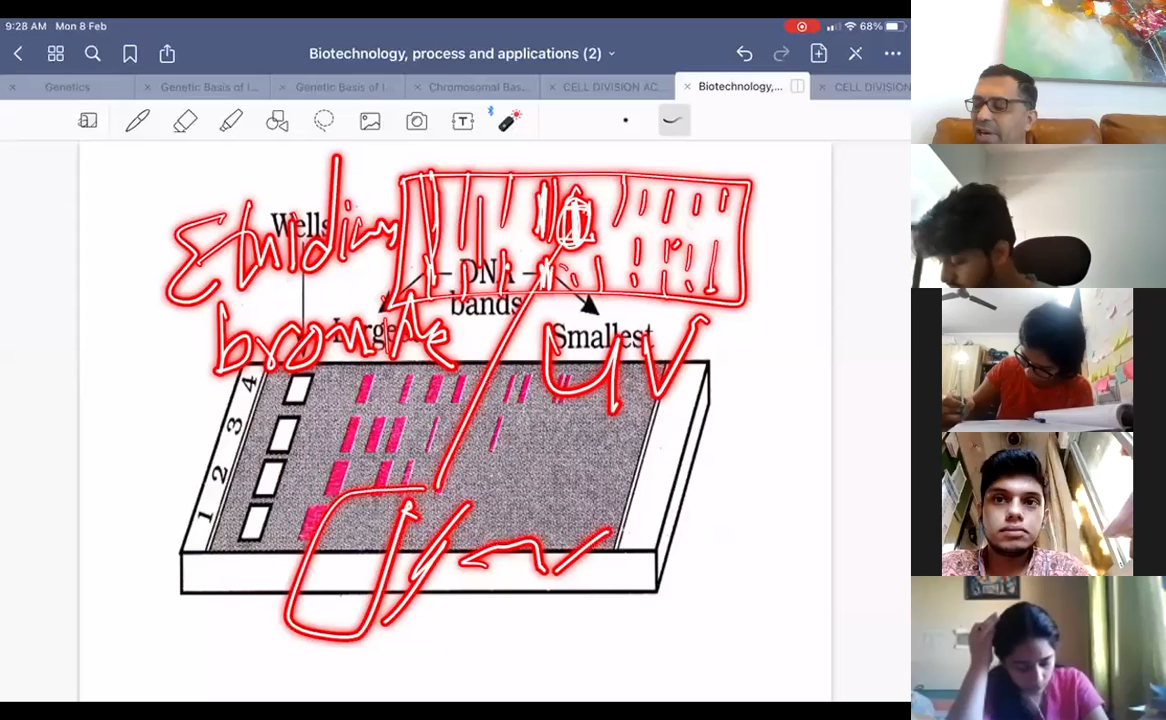 9:28 AM Mon 8 Feb
68%
Biotechnology, process and applications (2)
Genetics
Genetic Basis of I...
Genetic Basis of I...
Chromosomal Bas...
CELL DIVISION AC...
Biotechnology,...
CELL DIVISION
T
Wells
Ethidium
DNA
bands
bromide
Largest
Smallest
UV
4
3
2
1